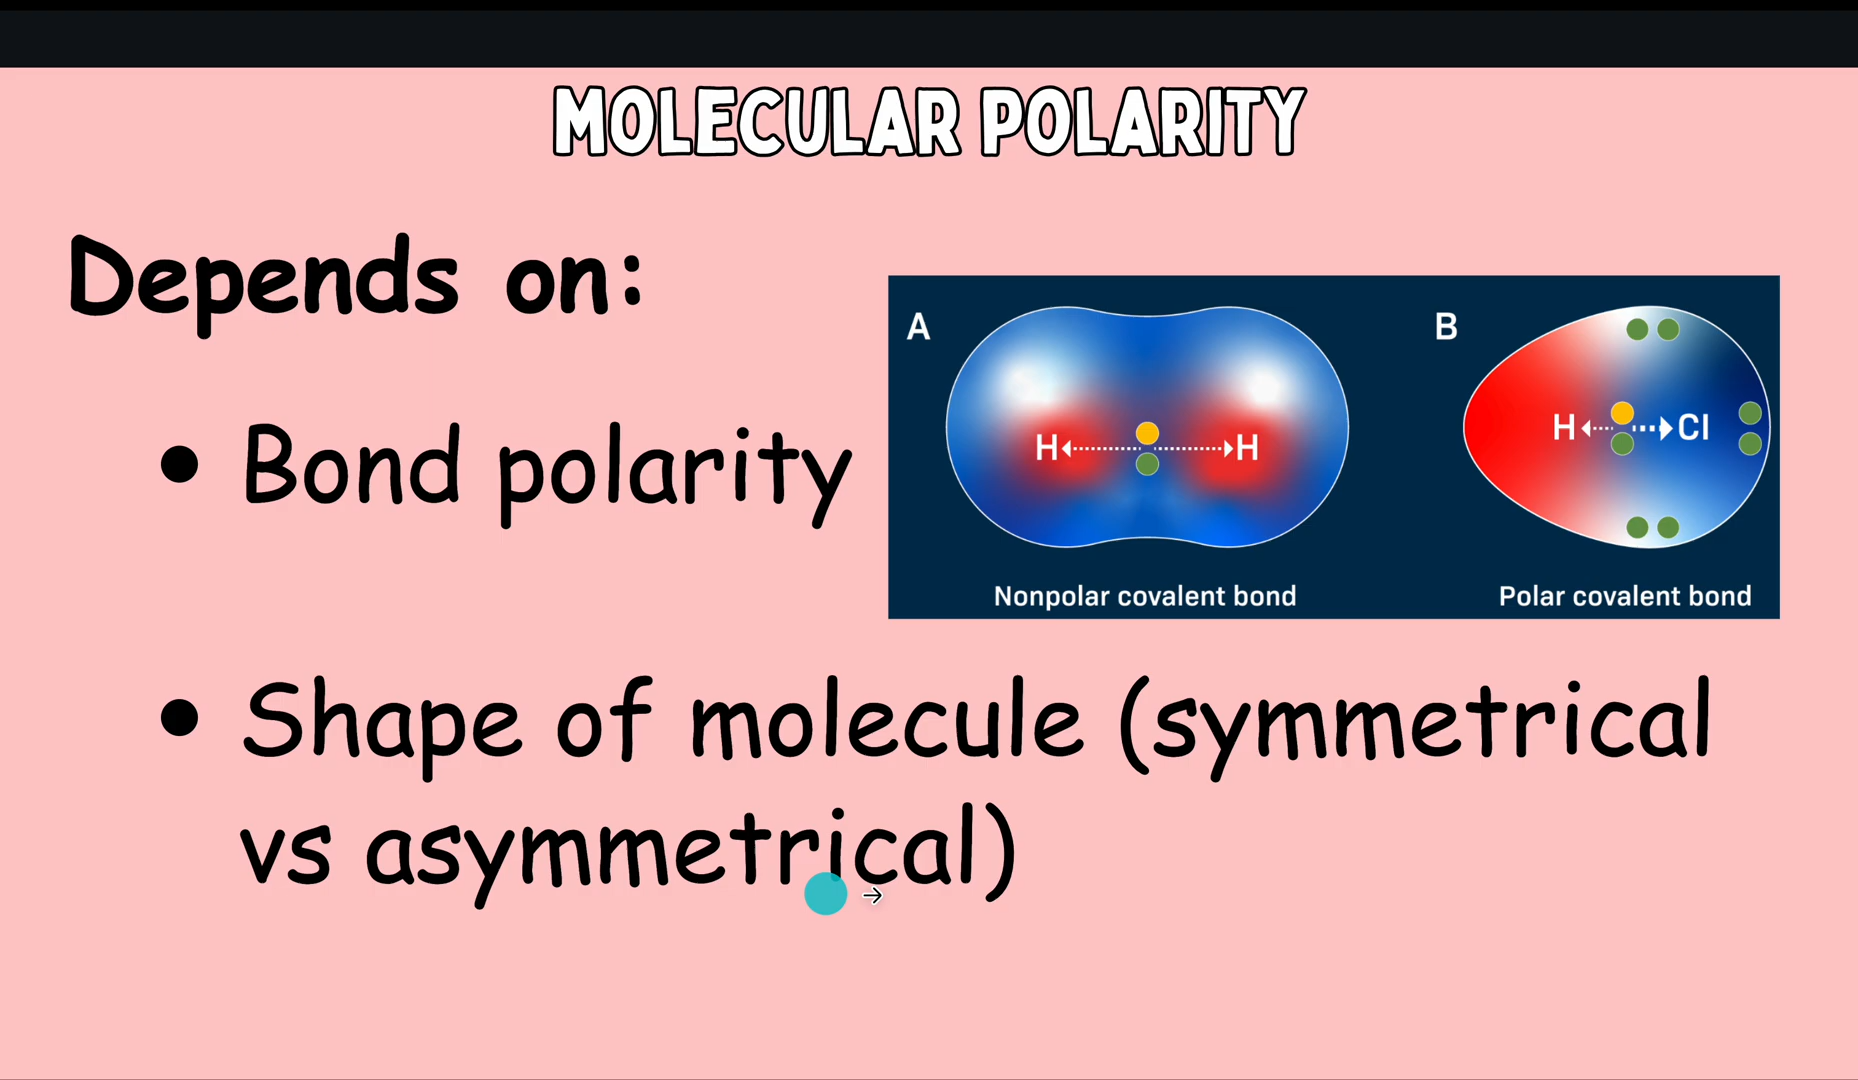 MOLECULAR POLARITY
Depends on:
• Bond polarity
A
B
H H
H Cl
Nonpolar covalent bond
Polar covalent bond
• Shape of molecule (symmetrical
vs asymmetrical)